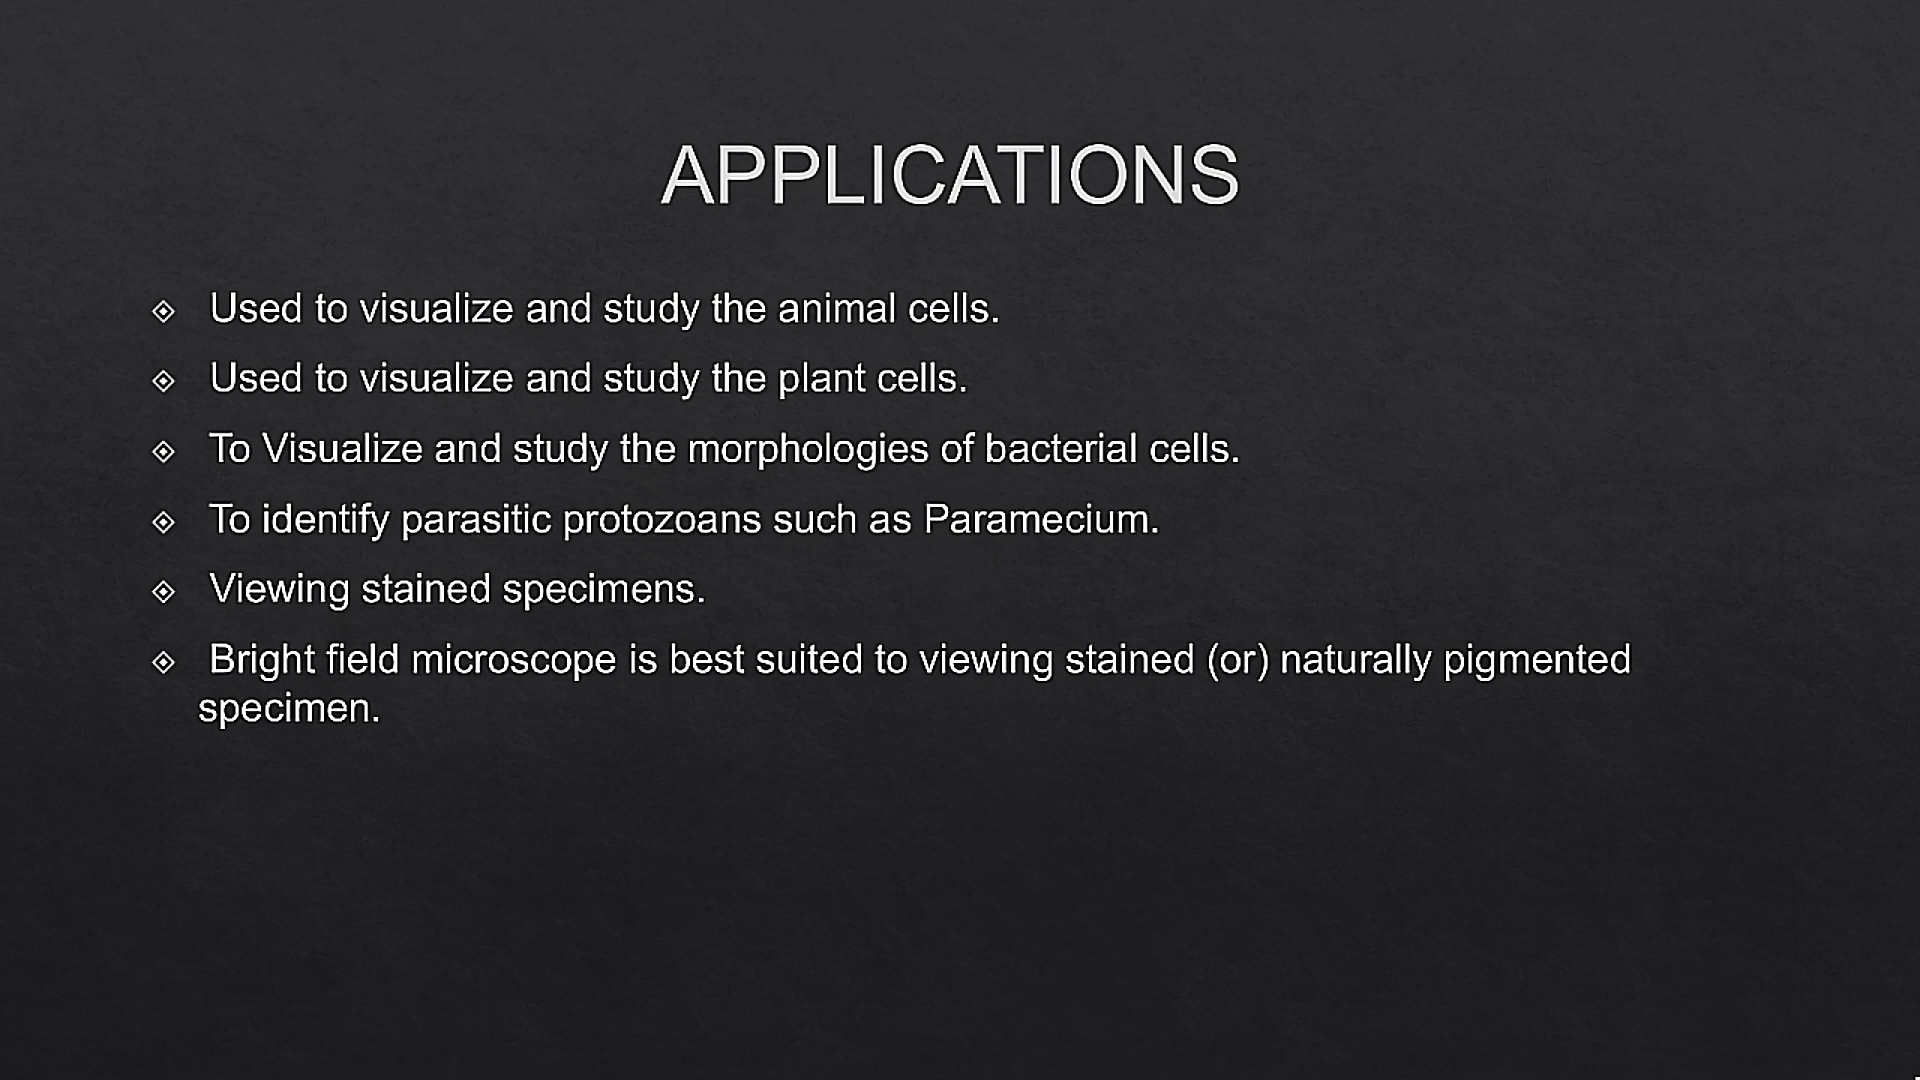 APPLICATIONS
Used to visualize and study the animal cells.
Used to visualize and study the plant cells.
To Visualize and study the morphologies of bacterial cells.
To identify parasitic protozoans such as Paramecium.
Viewing stained specimens.
Bright field microscope is best suited to viewing stained (or) naturally pigmented
specimen.